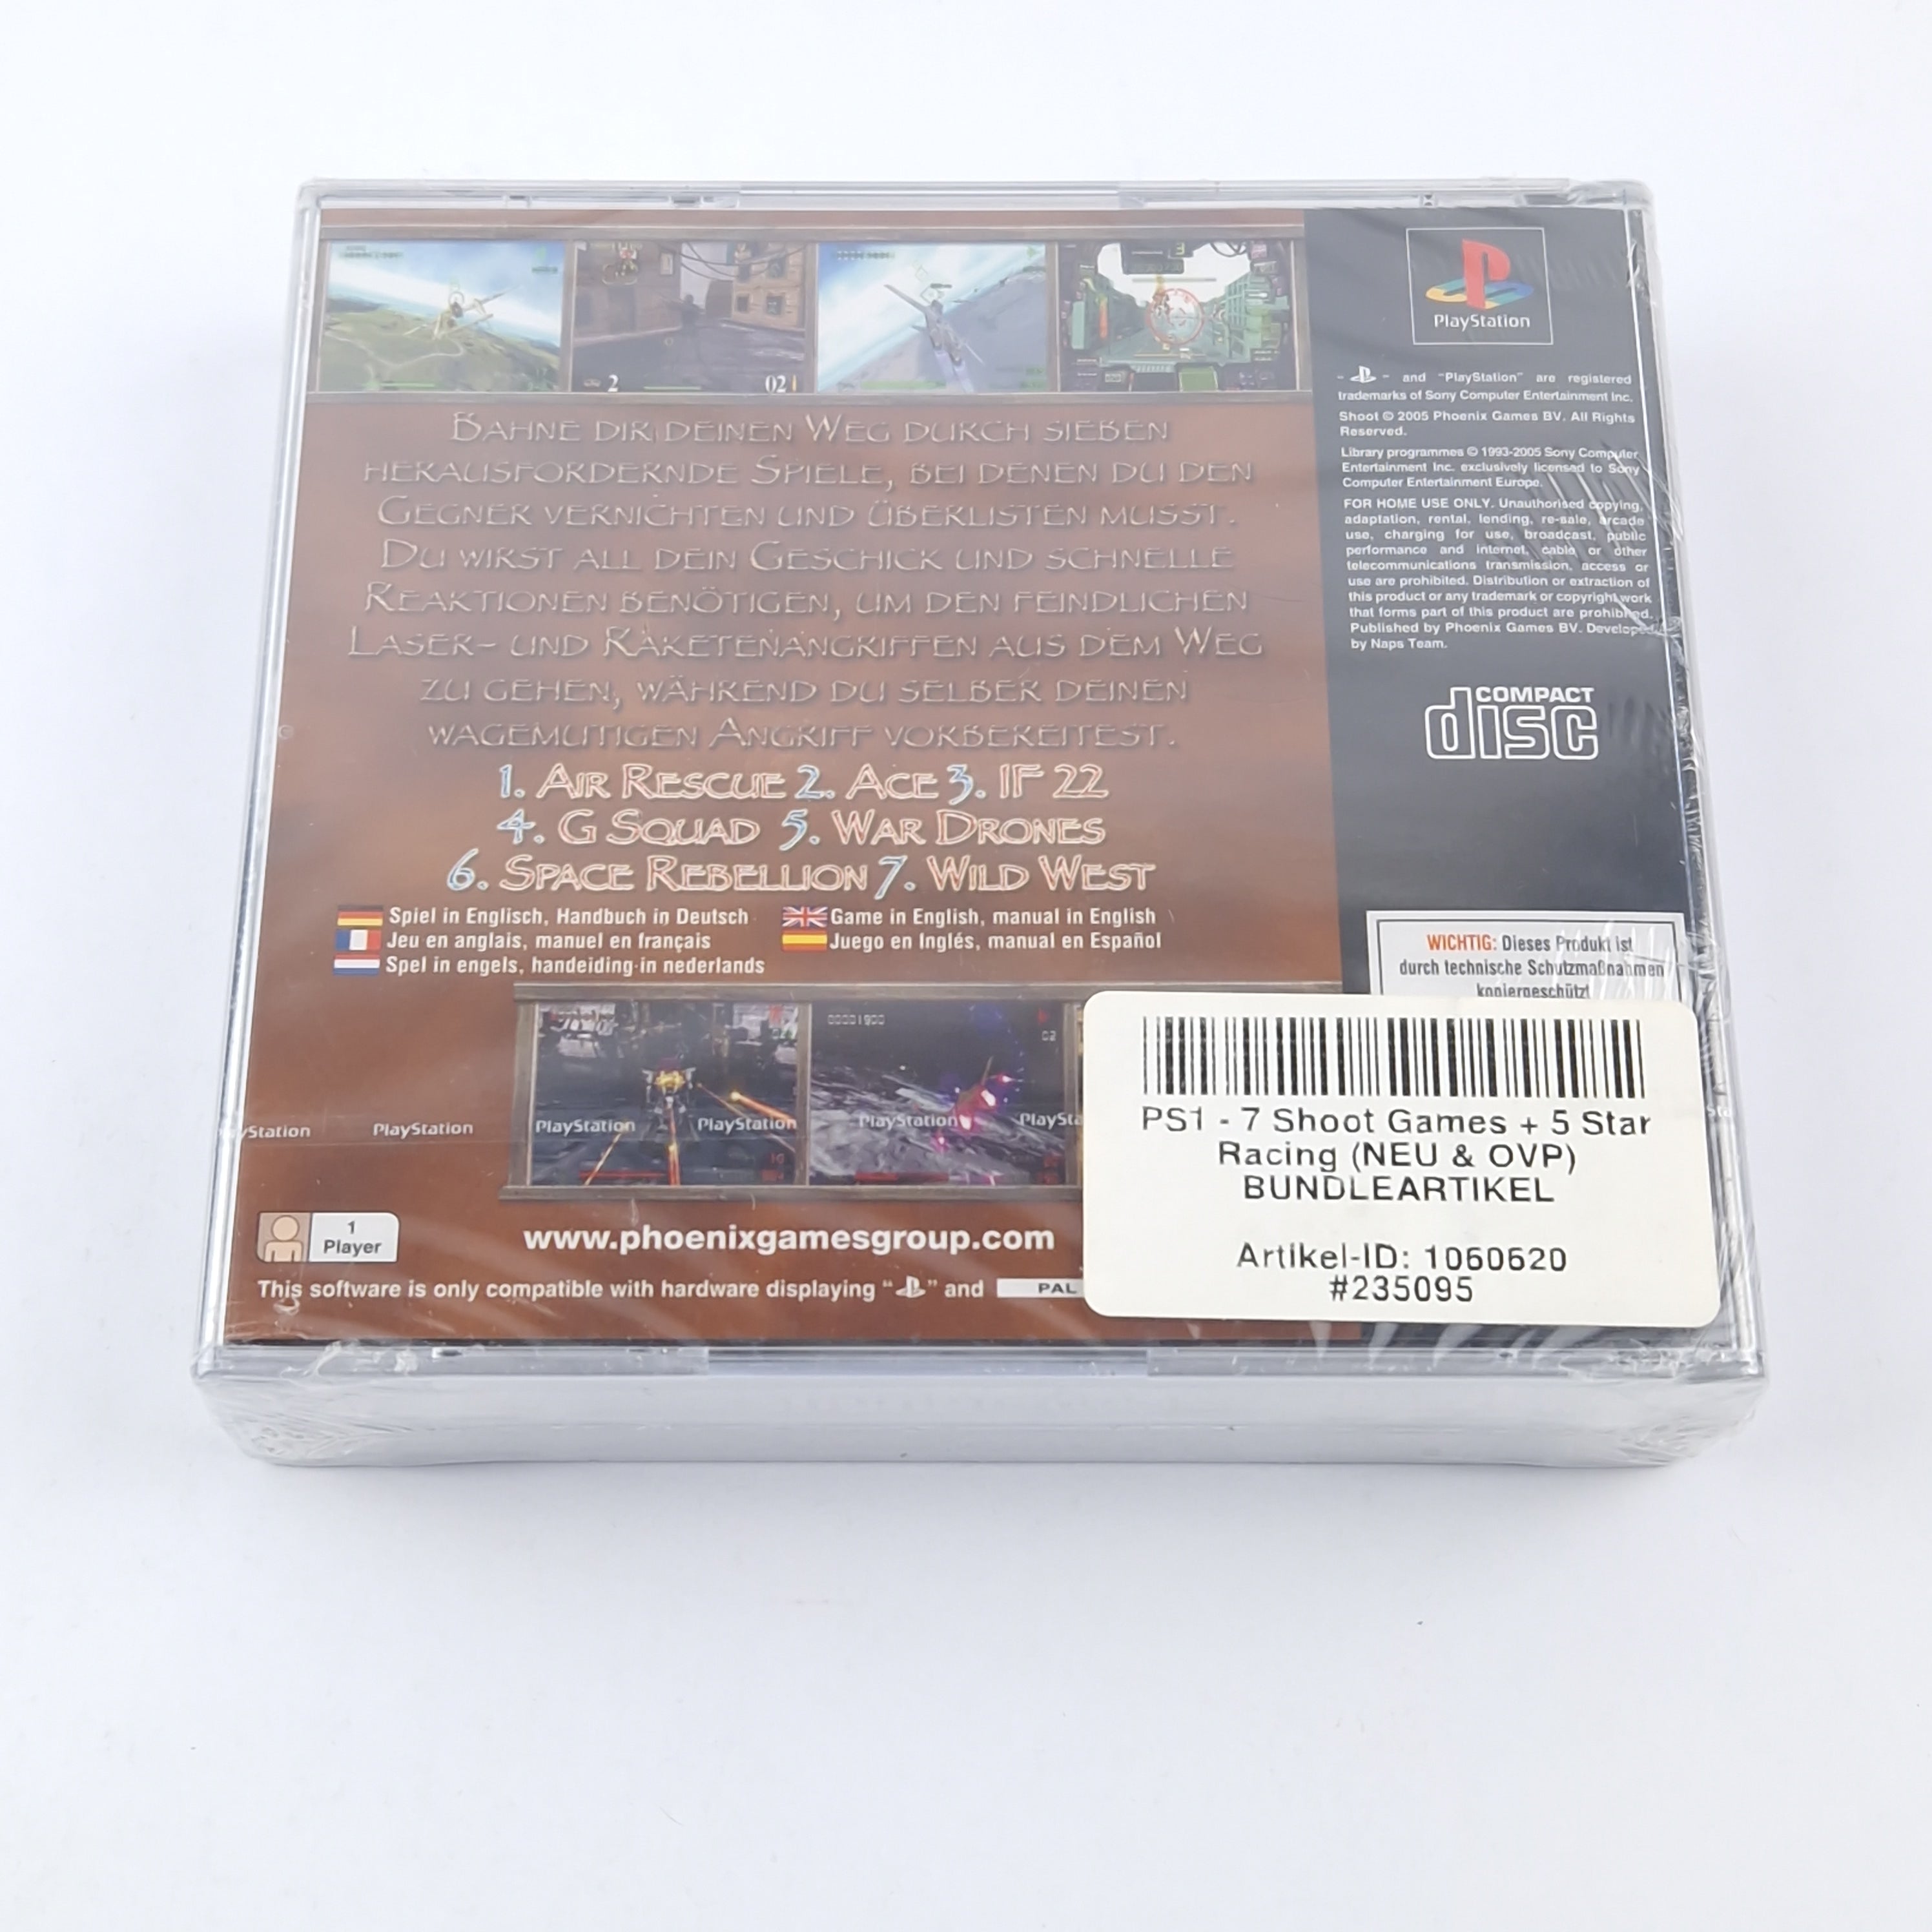 2
02
BAHNE DIR DEINEN WEG DURCH SIEBEN
HERAUSFORDERNDE SPIELE, BEI DENEN DU DEN
GEGNER VERNICHTEN UND ÜBERLISTEN MUSST.
DU WIRST ALL DEIN GESCHICK UND SCHNELLE
REAKTIONEN BENÖTIGEN, UM DEN FEINDLICHEN
LASER- UND RAKETENANGRIFFEN AUS DEM WEG
ZU GEHEN, WÄHREND DU SELBER DEINEN
WAGEMUTIGEN ANGRIFF VORBEREITEST.
1. AIR RESCUE 2. ACE 3. IF 22
4. G SQUAD 5. WAR DRONES
6. SPACE REBELLION 7. WILD WEST
Spiel in Englisch, Handbuch in Deutsch
Game in English, manual in English
Jeu en anglais, manuel en français
Juego en Inglés, manual en Español
Spel in engels, handeiding in nederlands
00001900
02
yStation PlayStation PlayStation PlayStation PlayStation PlaySta
1
Player
www.phoenixgamesgroup.com
This software is only compatible with hardware displaying " " and PAL
PlayStation
" " and "PlayStation" are registered
trademarks of Sony Computer Entertainment Inc.
Shoot © 2005 Phoenix Games BV. All Rights
Reserved.
Library programmes © 1993-2005 Sony Computer
Entertainment Inc. exclusively licensed to Sony
Computer Entertainment Europe.
FOR HOME USE ONLY. Unauthorised copying,
adaptation, rental, lending, re-sale, arcade
use, charging for use, broadcast, public
performance and internet, cable or other
telecommunications transmission, access or
use are prohibited. Distribution or extraction of
this product or any trademark or copyright work
that forms part of this product are prohibited.
Published by Phoenix Games BV. Developed
by Naps Team.
COMPACT
disc
WICHTIG: Dieses Produkt ist
durch technische Schutzmaßnahmen
kopiergeschützt
PS1 - 7 Shoot Games + 5 Star
Racing (NEU & OVP)
BUNDLEARTIKEL
Artikel-ID: 1060620
#235095